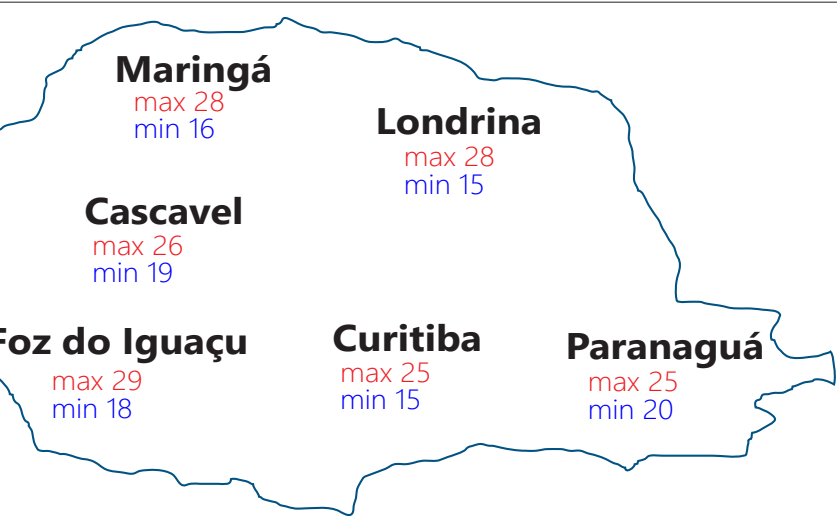 Maringá
max 28
min 16
Londrina
max 28
min 15
Cascavel
max 26
min 19
Foz do Iguaçu
max 29
min 18
Curitiba
max 25
min 15
Paranaguá
max 25
min 20